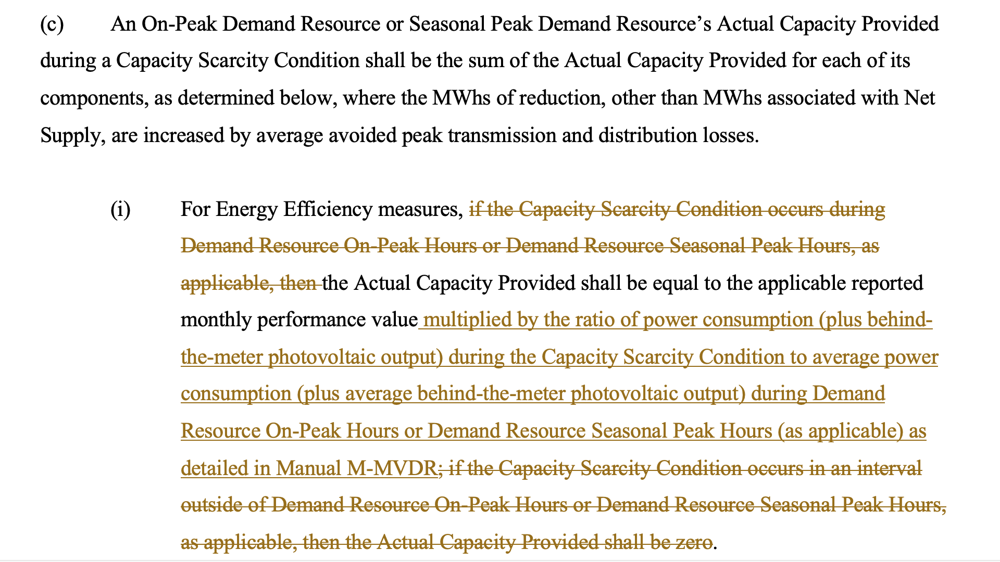 (c) An On-Peak Demand Resource or Seasonal Peak Demand Resource’s Actual Capacity Provided
during a Capacity Scarcity Condition shall be the sum of the Actual Capacity Provided for each of its
components, as determined below, where the MWhs of reduction, other than MWhs associated with Net
Supply, are increased by average avoided peak transmission and distribution losses.
(i) For Energy Efficiency measures, if the Capacity Scarcity Condition occurs during
Demand Resource On-Peak Hours or Demand Resource Seasonal Peak Hours, as
applicable, then the Actual Capacity Provided shall be equal to the applicable reported
monthly performance value multiplied by the ratio of power consumption (plus behind-
the-meter photovoltaic output) during the Capacity Scarcity Condition to average power
consumption (plus average behind-the-meter photovoltaic output) during Demand
Resource On-Peak Hours or Demand Resource Seasonal Peak Hours (as applicable) as
detailed in Manual M-MVDR; if the Capacity Scarcity Condition occurs in an interval
outside of Demand Resource On-Peak Hours or Demand Resource Seasonal Peak Hours,
as applicable, then the Actual Capacity Provided shall be zero.